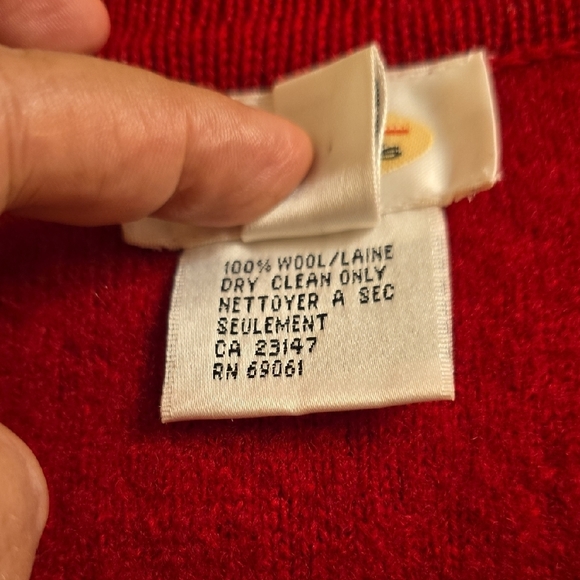 100% WOOL/LAINE
DRY CLEAN ONLY
NETTOYER A SEC
SEULEMENT
CA 23147
RN 69061